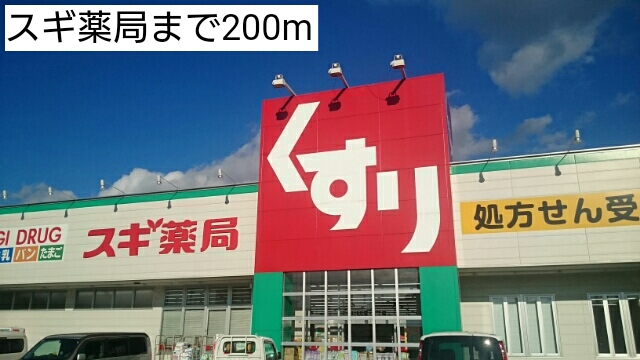 スギ薬局まで200m
くすり
GI DRUG
乳 パン たまご
スギ薬局
処方せん受